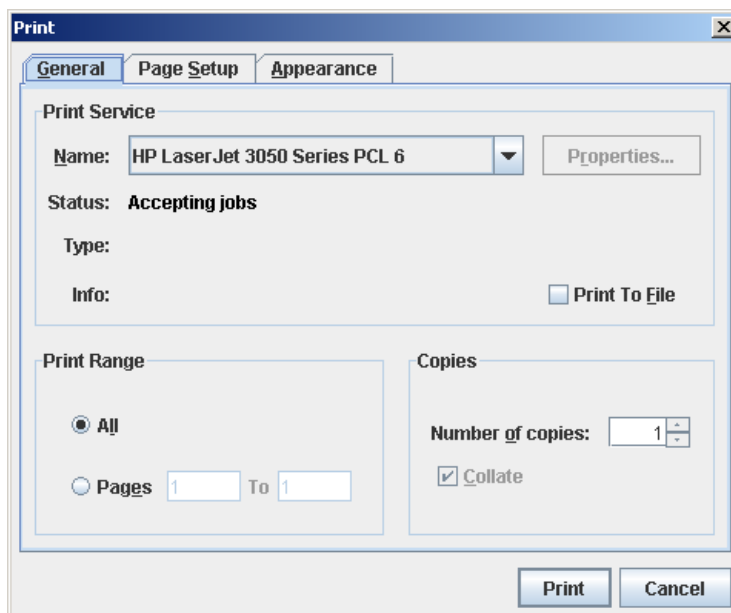 Print
General Page Setup Appearance
Print Service
Name: HP LaserJet 3050 Series PCL 6 Properties...
Status: Accepting jobs
Type:
Info: Print To File
Print Range
All
Pages 1 To 1
Copies
Number of copies: 1
Collate
Print Cancel